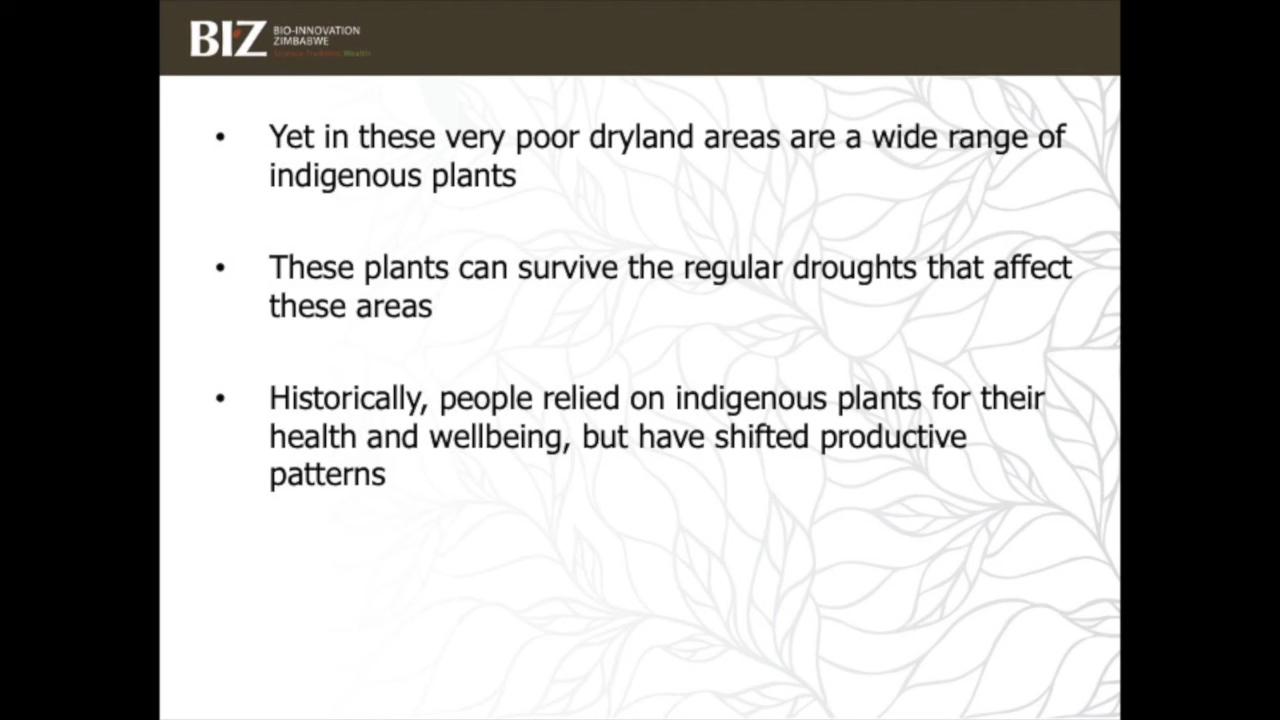 BIZ
BIO-INNOVATION
ZIMBABWE
• Yet in these very poor dryland areas are a wide range of
indigenous plants
• These plants can survive the regular droughts that affect
these areas
• Historically, people relied on indigenous plants for their
health and wellbeing, but have shifted productive
patterns